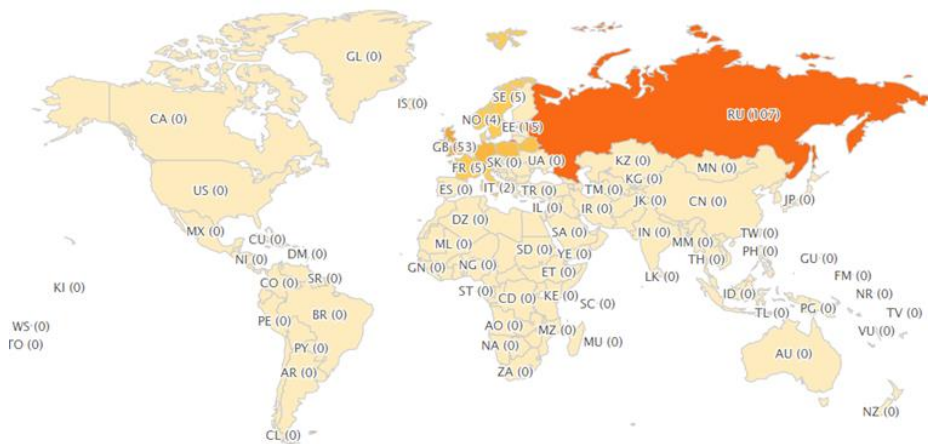 GL (0)
IS (0)
SE (5)
CA (0)
NO (4)
EE (15)
RU (107)
GB (53)
FR (5)
SK (0)
UA (0)
KZ (0)
MN (0)
US (0)
ES (0)
IT (2)
TR (0)
TM (0)
KG (0)
JP (0)
IL (0)
IR (0)
JK (0)
CN (0)
MX (0)
CU (0)
DM (0)
DZ (0)
SA (0)
IN (0)
TW (0)
NI (0)
ML (0)
SD (0)
YE (0)
MM (0)
PH (0)
GU (0)
CO (0)
SR (0)
GN (0)
NG (0)
ET (0)
LK (0)
TH (0)
FM (0)
KI (0)
ST (0)
CD (0)
KE (0)
SC (0)
ID (0)
NR (0)
PE (0)
BR (0)
TL (0)
PG (0)
TV (0)
WS (0)
AO (0)
MZ (0)
VU (0)
TO (0)
PY (0)
NA (0)
MU (0)
AU (0)
AR (0)
ZA (0)
NZ (0)
CL (0)